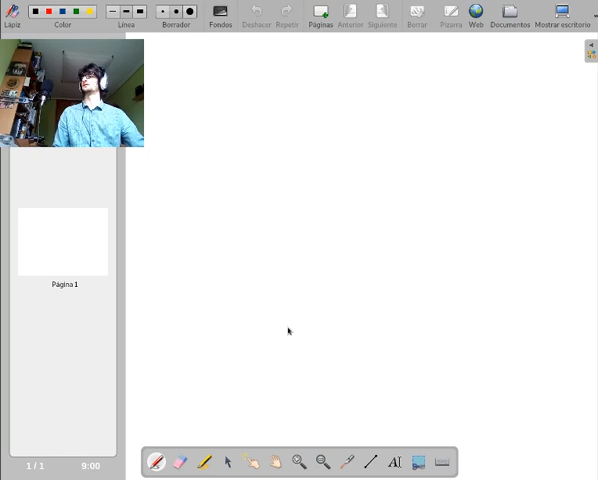 Lápiz Color Línea Borrador Fondos Deshacer Repetir Páginas Anterior Siguiente Borrar Pizarra Web Documentos Mostrar escritorio
Página 1
1 / 1 9:00
AI